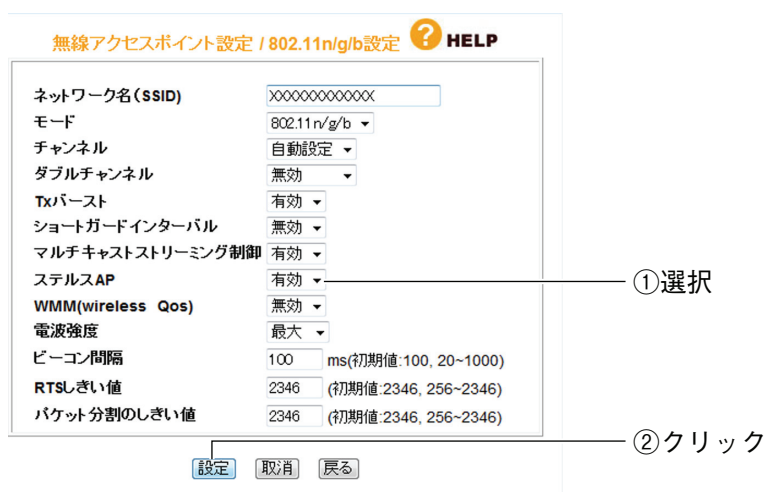 無線アクセスポイント設定 / 802.11n/g/b設定 ? HELP
ネットワーク名(SSID) XXXXXXXXXXXXX
モード 802.11n/g/b
チャンネル 自動設定
ダブルチャンネル 無効
Txバースト 有効
ショートガードインターバル 無効
マルチキャストストリーミング制御 有効
ステルスAP 有効 ①選択
WMM(wireless Qos) 無効
電波強度 最大
ビーコン間隔 100 ms(初期値:100, 20~1000)
RTSしきい値 2346 (初期値:2346, 256~2346)
パケット分割のしきい値 2346 (初期値:2346, 256~2346)
設定 取消 戻る ②クリック